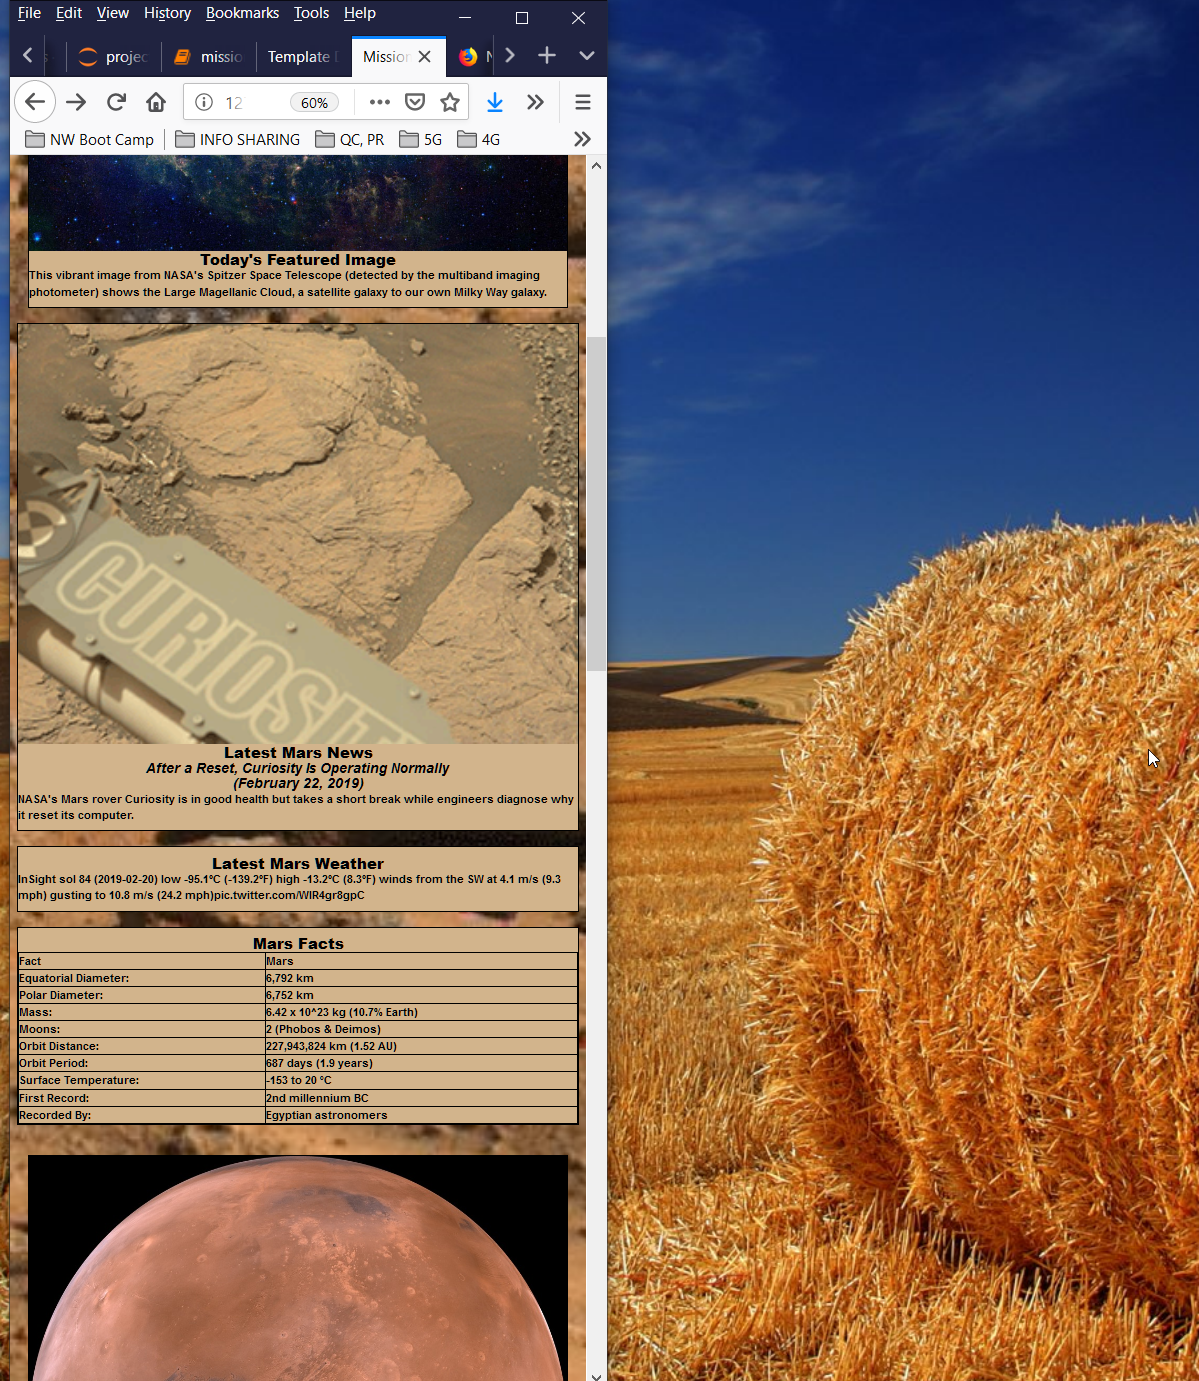 File Edit View History Bookmarks Tools Help
projec missio Template Mission
12 60%
NW Boot Camp INFO SHARING QC, PR 5G 4G
Today's Featured Image
This vibrant image from NASA's Spitzer Space Telescope (detected by the multiband imaging
photometer) shows the Large Magellanic Cloud, a satellite galaxy to our own Milky Way galaxy.
CURIOSIT
Latest Mars News
After a Reset, Curiosity Is Operating Normally
(February 22, 2019)
NASA's Mars rover Curiosity is in good health but takes a short break while engineers diagnose why
it reset its computer.
Latest Mars Weather
InSight sol 84 (2019-02-20) low -95.1ºC (-139.2ºF) high -13.2ºC (8.3ºF) winds from the SW at 4.1 m/s (9.3
mph) gusting to 10.8 m/s (24.2 mph)pic.twitter.com/WlR4gr8gpC
Mars Facts
Fact Mars
Equatorial Diameter: 6,792 km
Polar Diameter: 6,752 km
Mass: 6.42 x 10^23 kg (10.7% Earth)
Moons: 2 (Phobos & Deimos)
Orbit Distance: 227,943,824 km (1.52 AU)
Orbit Period: 687 days (1.9 years)
Surface Temperature: -153 to 20 °C
First Record: 2nd millennium BC
Recorded By: Egyptian astronomers